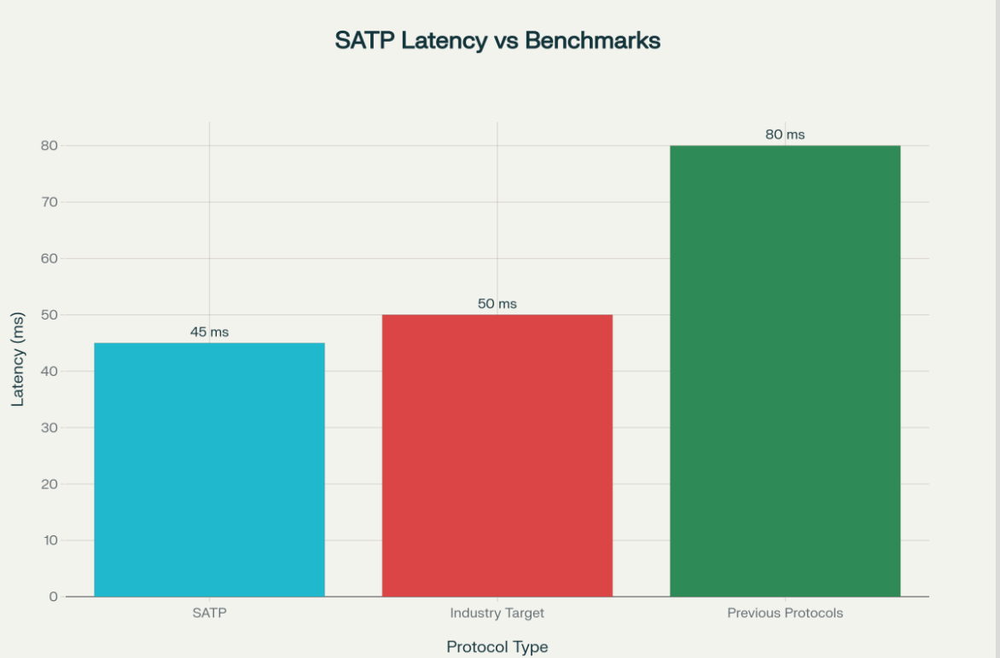 SATP Latency vs Benchmarks
80 ms
80
70
60
50 ms
50
45 ms
40
30
20
10
0
Latency (ms)
SATP
Industry Target
Previous Protocols
Protocol Type